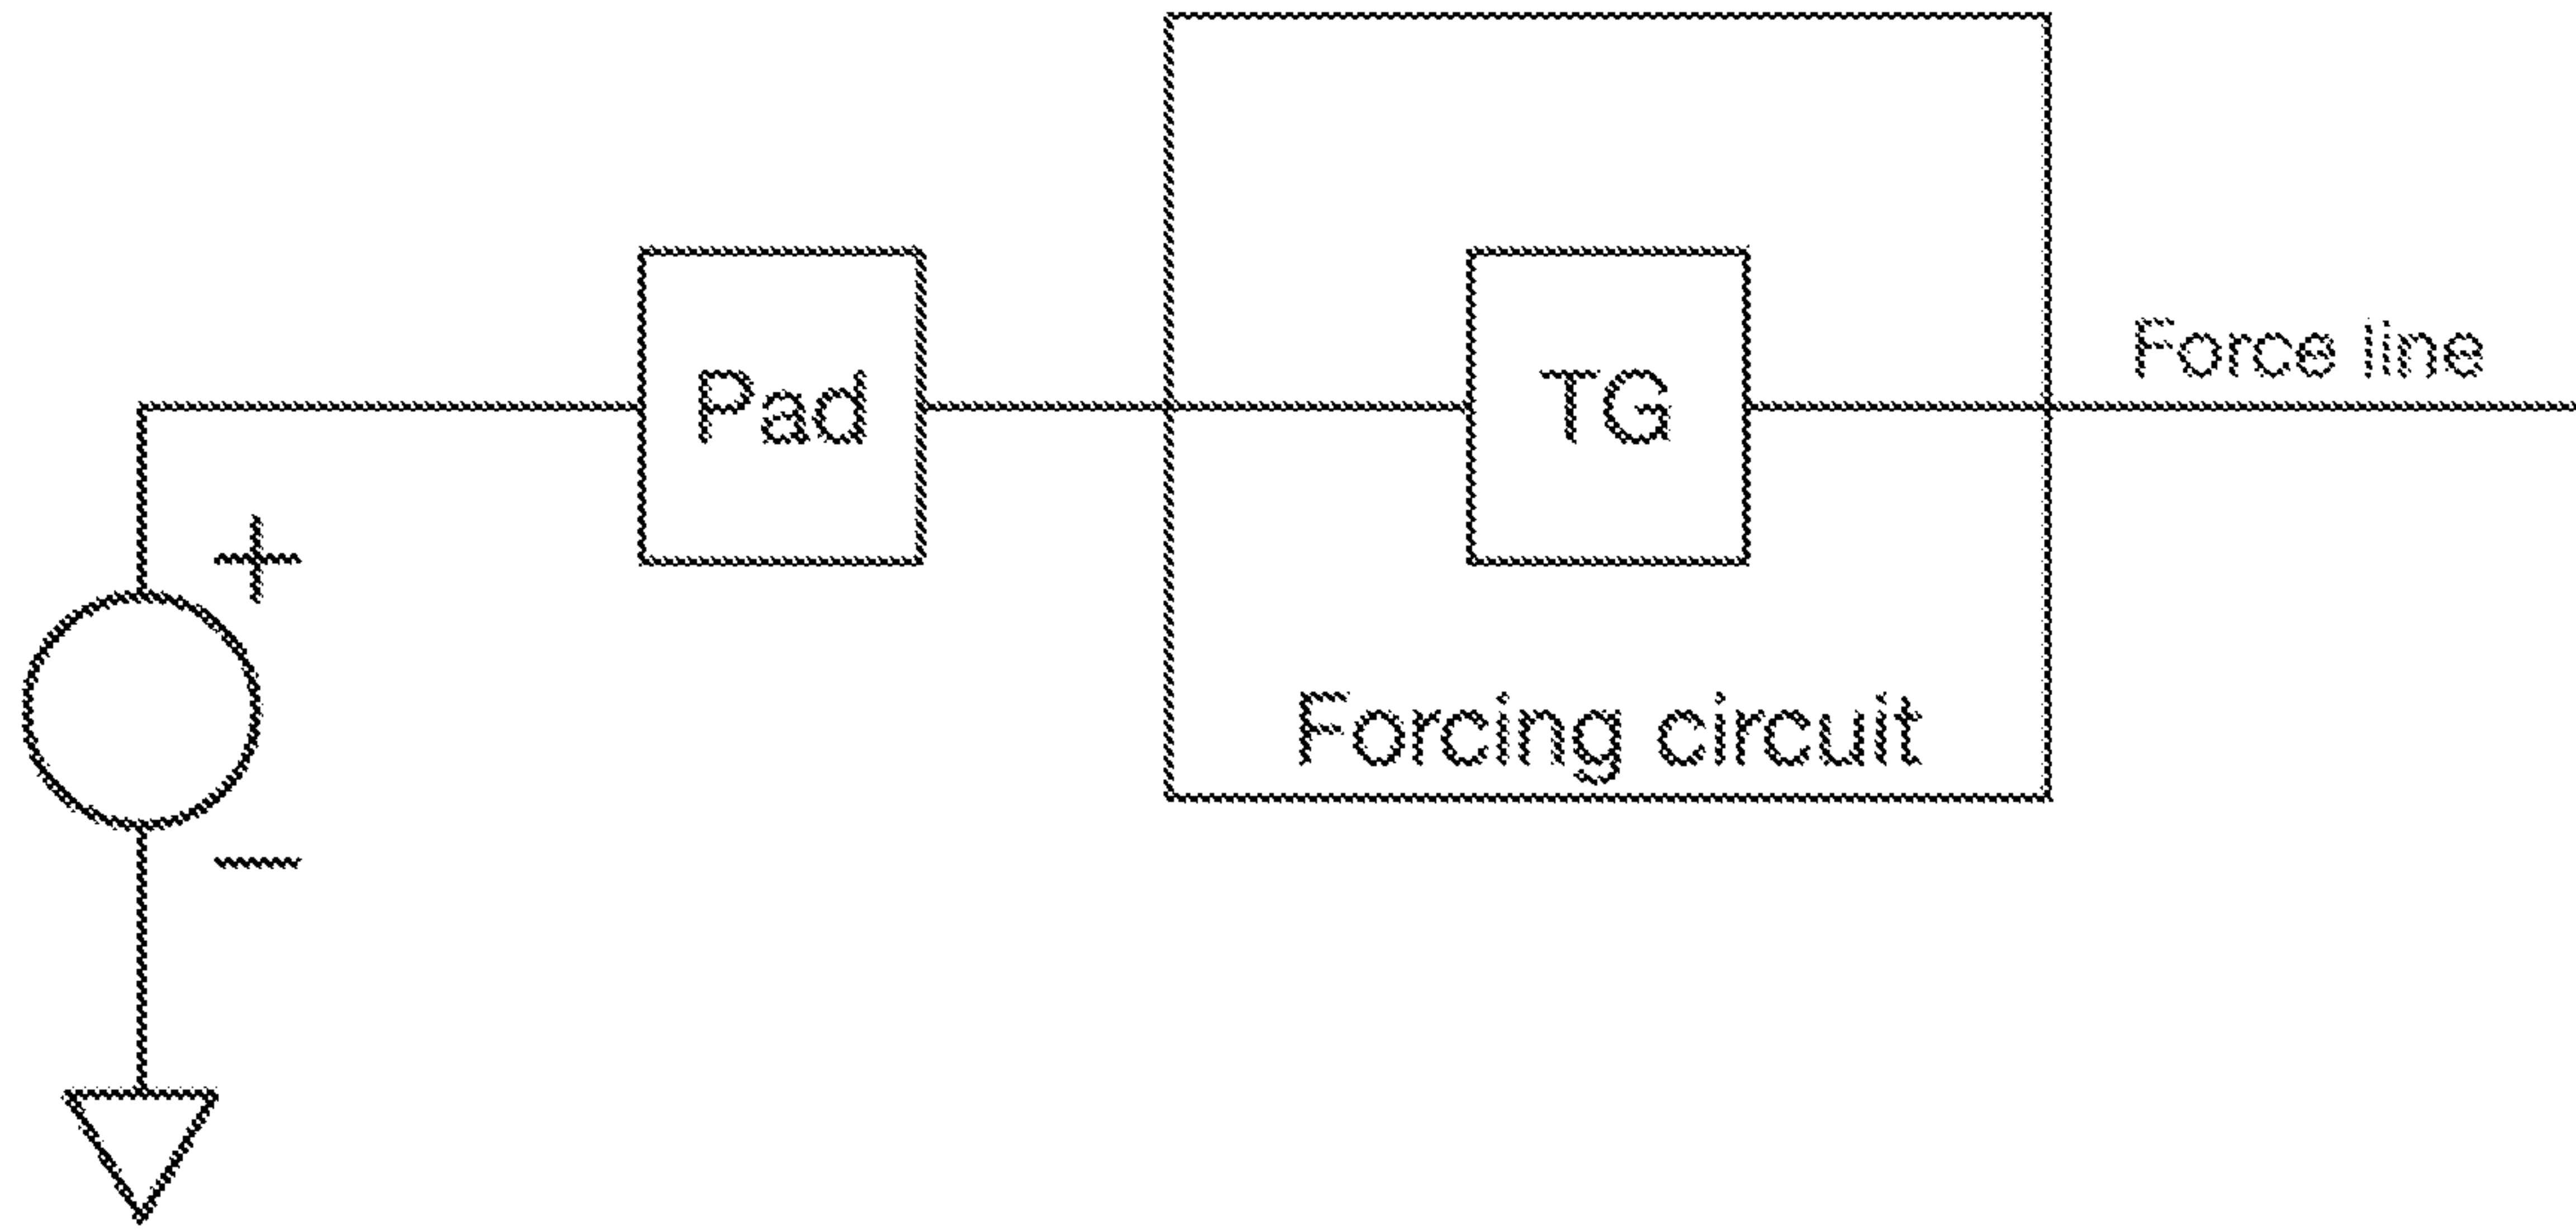 Force line
Pad
TG
+
Forcing circuit
−